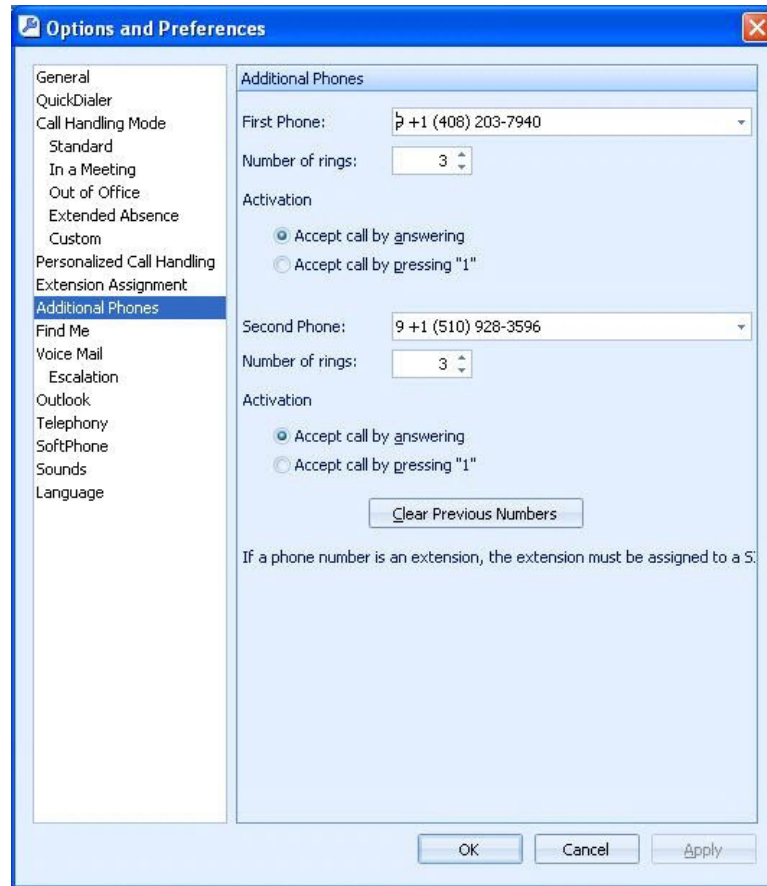 Options and Preferences
General
QuickDialer
Call Handling Mode
Standard
In a Meeting
Out of Office
Extended Absence
Custom
Personalized Call Handling
Extension Assignment
Additional Phones
Find Me
Voice Mail
Escalation
Outlook
Telephony
SoftPhone
Sounds
Language
Additional Phones
First Phone: 9 +1 (408) 203-7940
Number of rings: 3
Activation
Accept call by answering
Accept call by pressing "1"
Second Phone: 9 +1 (510) 928-3596
Number of rings: 3
Activation
Accept call by answering
Accept call by pressing "1"
Clear Previous Numbers
If a phone number is an extension, the extension must be assigned to a
OK Cancel Apply